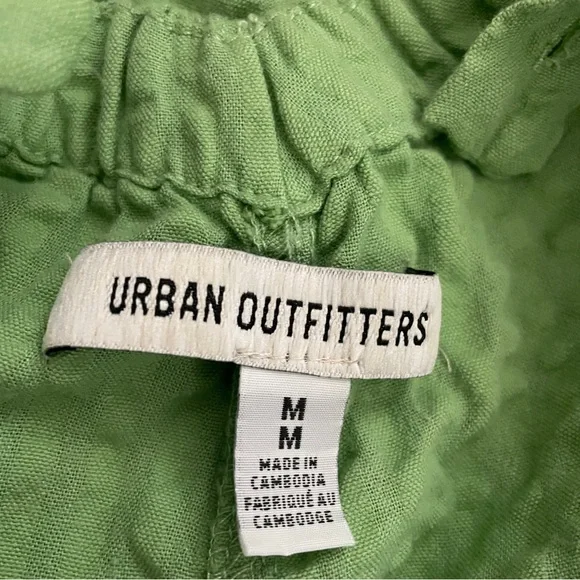 URBAN OUTFITTERS
M
M
MADE IN
CAMBODIA
FABRIQUÉ AU
CAMBODGE